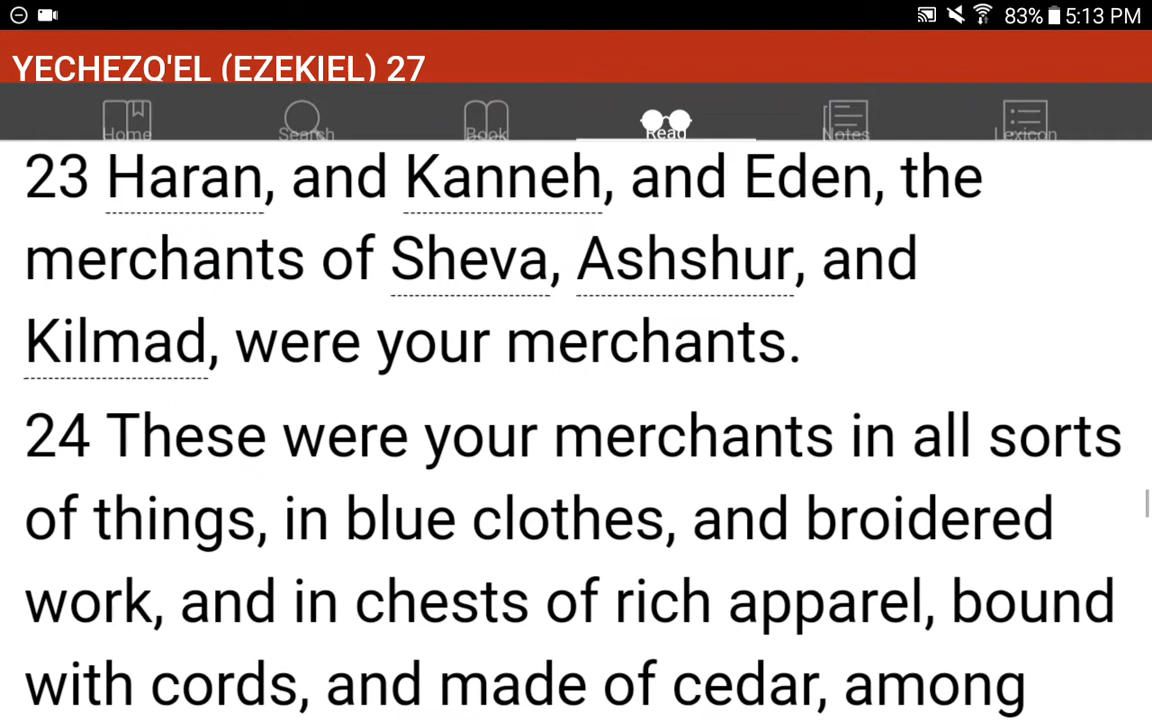 83% 5:13 PM
YECHEZQ'EL (EZEKIEL) 27
Home Search Book Read Notes Lexicon
23 Haran, and Kanneh, and Eden, the
merchants of Sheva, Ashshur, and
Kilmad, were your merchants.
24 These were your merchants in all sorts
of things, in blue clothes, and broidered
work, and in chests of rich apparel, bound
with cords, and made of cedar, among